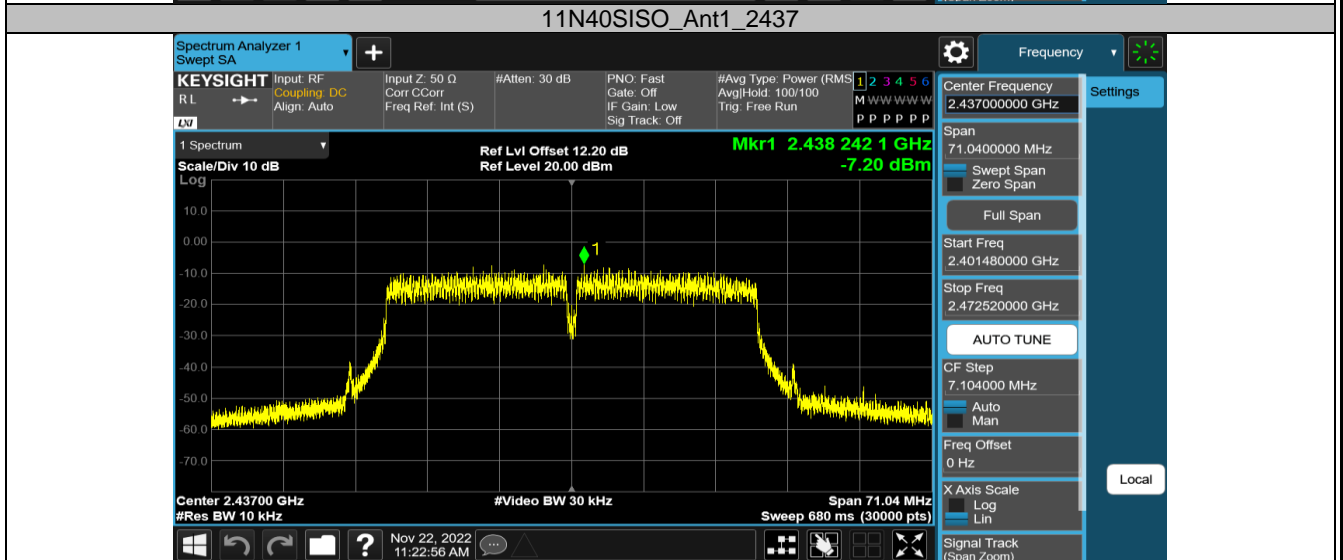 11N40SISO_Ant1_2437
Spectrum Analyzer 1
Swept SA
+
Frequency
KEYSIGHT
R L
LXI
Input: RF
Coupling: DC
Align: Auto
Input Z: 50 Ω
Corr CCorr
Freq Ref: Int (S)
#Atten: 30 dB
PNO: Fast
Gate: Off
IF Gain: Low
Sig Track: Off
#Avg Type: Power (RMS
Avg|Hold: 100/100
Trig: Free Run
1 2 3 4 5 6
M W W W W W
P P P P P P
Center Frequency
2.437000000 GHz
Settings
Span
71.0400000 MHz
Swept Span
Zero Span
Full Span
Start Freq
2.401480000 GHz
Stop Freq
2.472520000 GHz
AUTO TUNE
CF Step
7.104000 MHz
Auto
Man
Freq Offset
0 Hz
X Axis Scale
Log
Lin
Local
Signal Track
(Span Zoom)
1 Spectrum
Scale/Div 10 dB
Ref Lvl Offset 12.20 dB
Ref Level 20.00 dBm
Mkr1 2.438 242 1 GHz
-7.20 dBm
Log
10.0
0.00
-10.0
-20.0
-30.0
-40.0
-50.0
-60.0
-70.0
1
Center 2.43700 GHz
#Res BW 10 kHz
#Video BW 30 kHz
Span 71.04 MHz
Sweep 680 ms (30000 pts)
?
Nov 22, 2022
11:22:56 AM